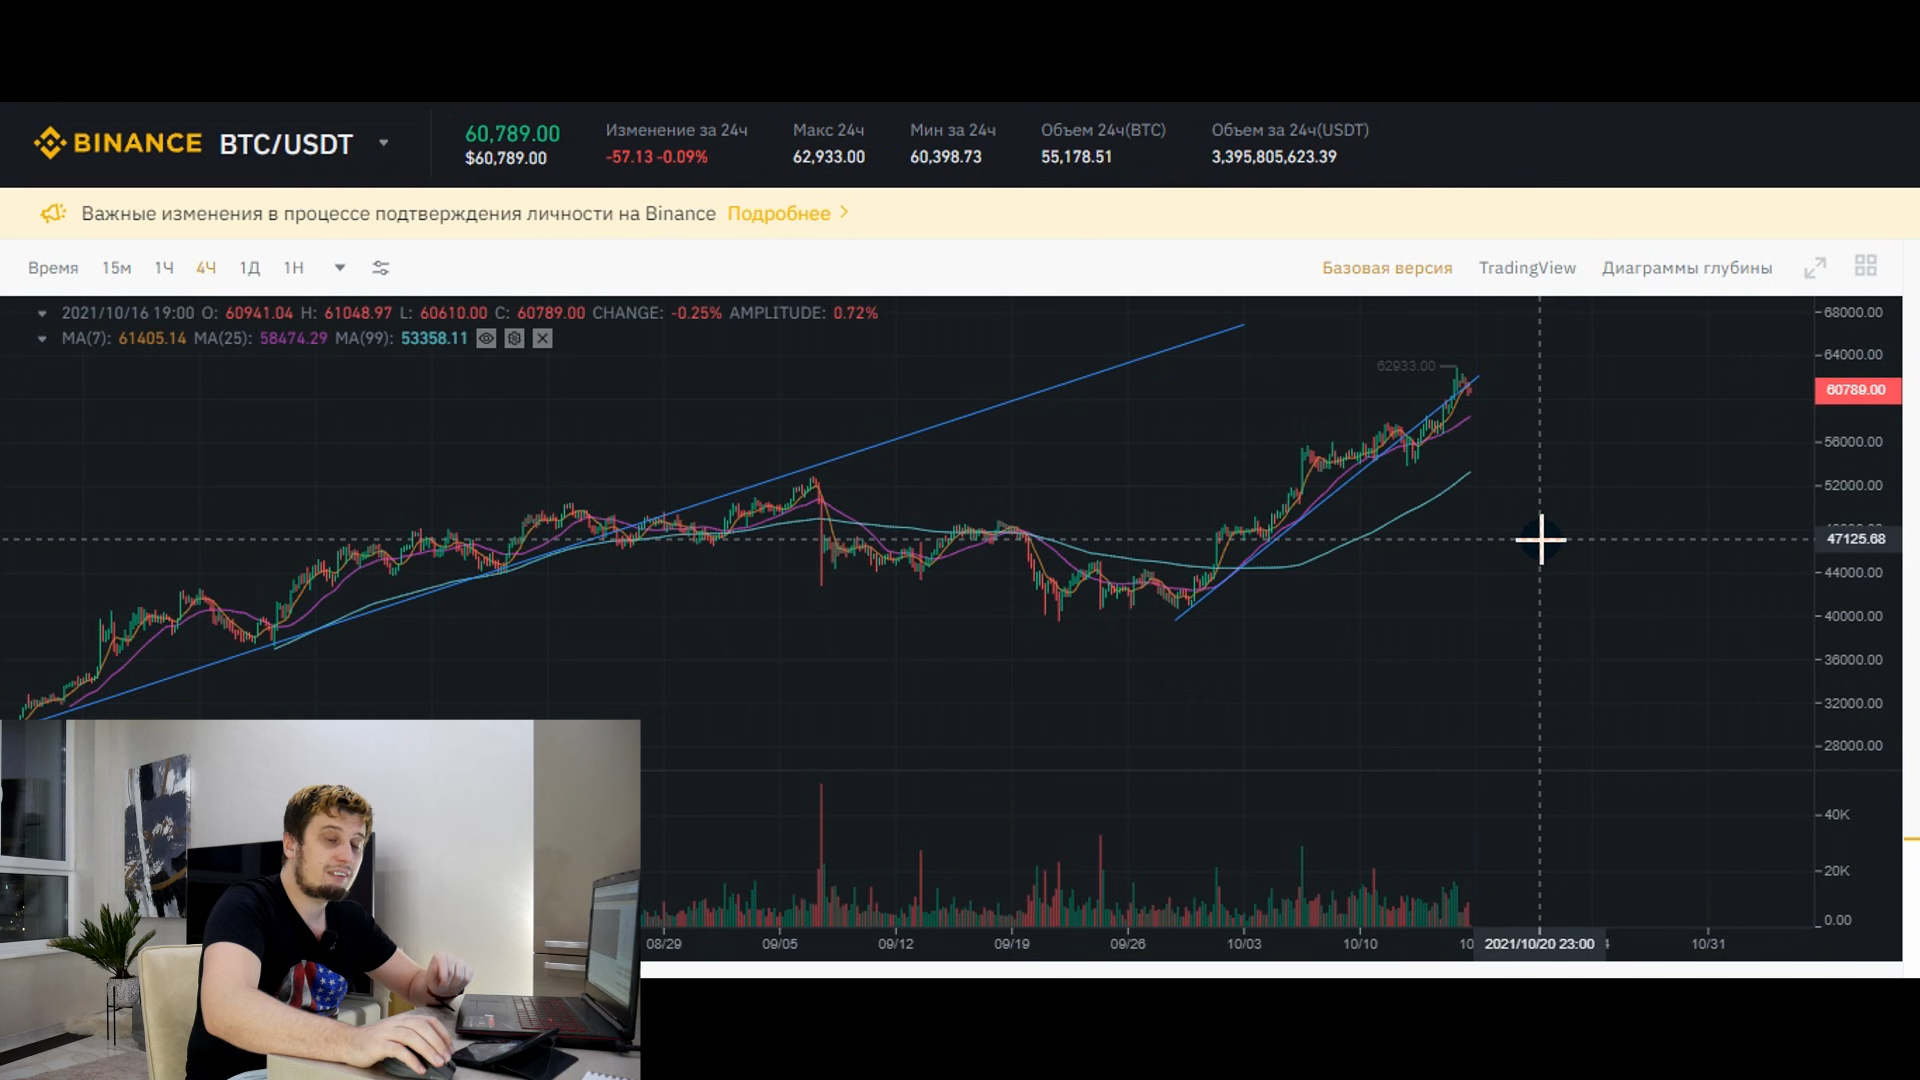 BINANCE BTC/USDT
60,789.00
$60,789.00
Изменение за 24ч
-57.13 -0.09%
Макс 24ч
62,933.00
Мин за 24ч
60,398.73
Объем 24ч(BTC)
55,178.51
Объем за 24ч(USDT)
3,395,805,623.39
Важные изменения в процессе подтверждения личности на Binance Подробнее
Время 15м 1Ч 4Ч 1Д 1Н
Базовая версия TradingView Диаграммы глубины
2021/10/16 19:00 O: 60941.04 H: 61048.97 L: 60610.00 C: 60789.00 CHANGE: -0.25% AMPLITUDE: 0.72%
MA(7): 61405.14 MA(25): 58474.29 MA(99): 53358.11
62933.00
68000.00
64000.00
60789.00
56000.00
52000.00
47125.68
44000.00
40000.00
36000.00
32000.00
28000.00
40K
20K
0.00
08/29 09/05 09/12 09/19 09/26 10/03 10/10 10 2021/10/20 23:00 10/31